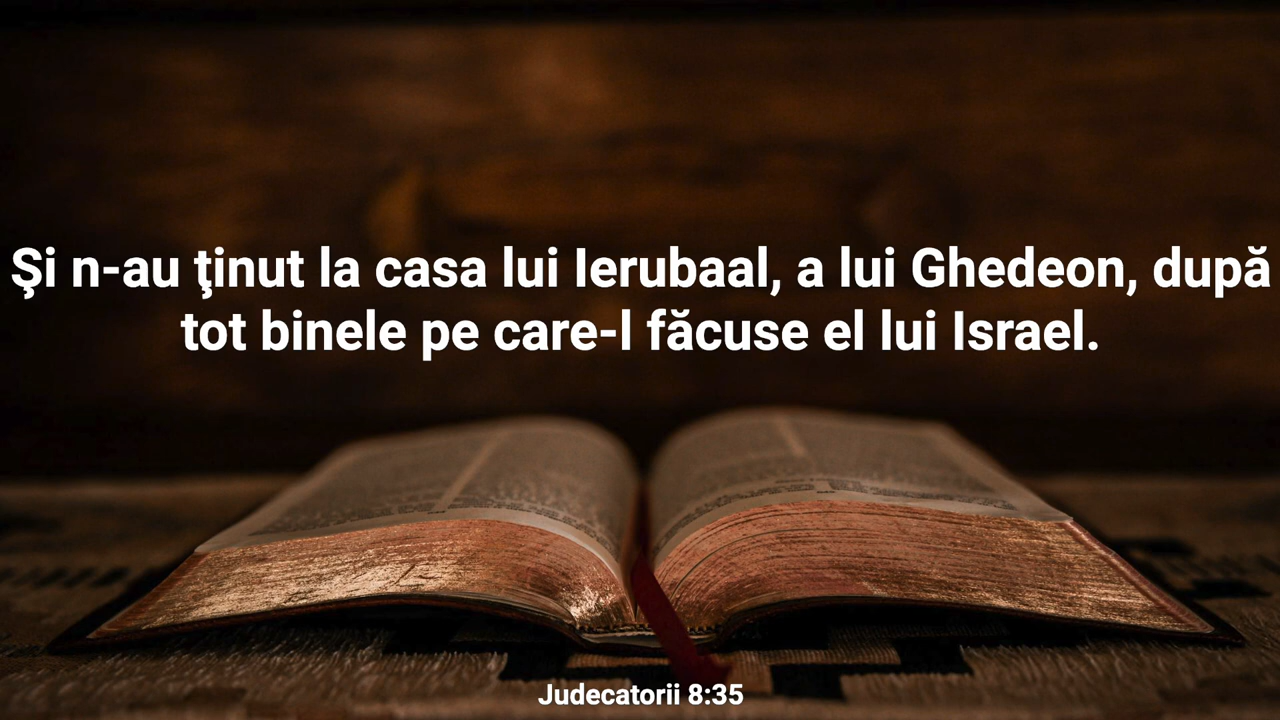 Şi n-au ţinut la casa lui Ierubaal, a lui Ghedeon, după
tot binele pe care-l făcuse el lui Israel.
Judecatorii 8:35